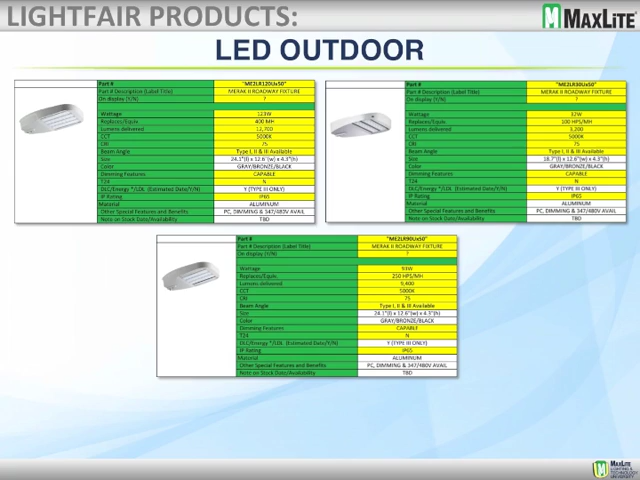 LIGHTFAIR PRODUCTS:
MAXLITE®
LED OUTDOOR
Part # "ME2LR120Ux50"
Part # Description (Label Title) MERAK II ROADWAY FIXTURE
On display (Y/N) ?
Wattage 123W
Replaces/Equiv. 400 MH
Lumens delivered 12,700
CCT 5000K
CRI 75
Beam Angle Type I, II & III Available
Size 24.1"(l) x 12.6"(w) x 4.3"(h)
Color GRAY/BRONZE/BLACK
Dimming Features CAPABLE
T24 N
DLC/Energy */LDL (Estimated Date/Y/N) Y (TYPE III ONLY)
IP Rating IP65
Material ALUMINUM
Other Special Features and Benefits PC, DIMMING & 347/480V AVAIL
Note on Stock Date/Availability TBD
Part # "ME2LR30Ux50"
Part # Description (Label Title) MERAK II ROADWAY FIXTURE
On display (Y/N) ?
Wattage 32W
Replaces/Equiv. 100 HPS/MH
Lumens delivered 3,200
CCT 5000K
CRI 75
Beam Angle Type I, II & III Available
Size 18.7"(l) x 12.6"(w) x 4.3"(h)
Color GRAY/BRONZE/BLACK
Dimming Features CAPABLE
T24 N
DLC/Energy */LDL (Estimated Date/Y/N) Y (TYPE III ONLY)
IP Rating IP65
Material ALUMINUM
Other Special Features and Benefits PC, DIMMING & 347/480V AVAIL
Note on Stock Date/Availability TBD
Part # "ME2LR90Ux50"
Part # Description (Label Title) MERAK II ROADWAY FIXTURE
On display (Y/N) ?
Wattage 93W
Replaces/Equiv. 250 HPS/MH
Lumens delivered 9,400
CCT 5000K
CRI 75
Beam Angle Type I, II & III Available
Size 24.1"(l) x 12.6"(w) x 4.3"(h)
Color GRAY/BRONZE/BLACK
Dimming Features CAPABLE
T24 N
DLC/Energy */LDL (Estimated Date/Y/N) Y (TYPE III ONLY)
IP Rating IP65
Material ALUMINUM
Other Special Features and Benefits PC, DIMMING & 347/480V AVAIL
Note on Stock Date/Availability TBD
MAXLITE
LIGHTING &
TECHNOLOGY
UNIVERSITY